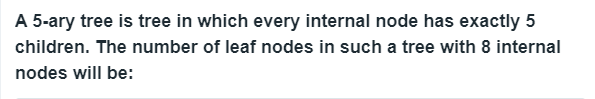 A 5-ary tree is tree in which every internal node has exactly 5
children. The number of leaf nodes in such a tree with 8 internal
nodes will be: